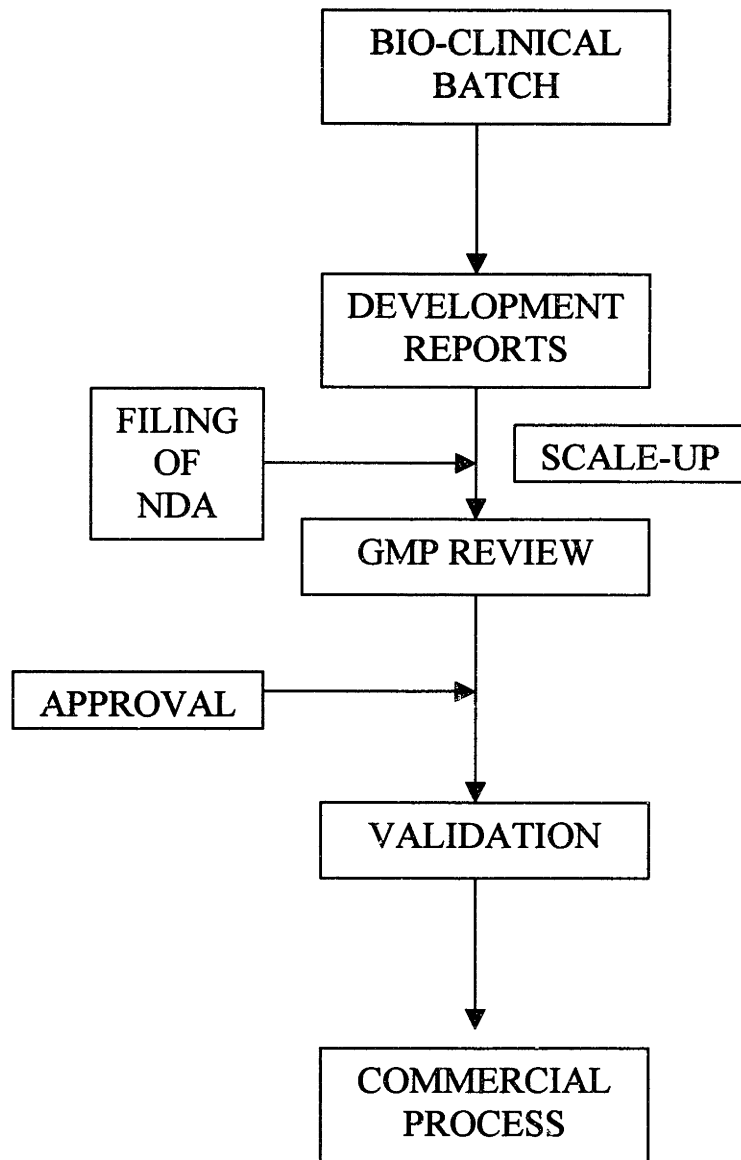 BIO-CLINICAL
BATCH
DEVELOPMENT
REPORTS
FILING
OF
NDA
SCALE-UP
GMP REVIEW
APPROVAL
VALIDATION
COMMERCIAL
PROCESS